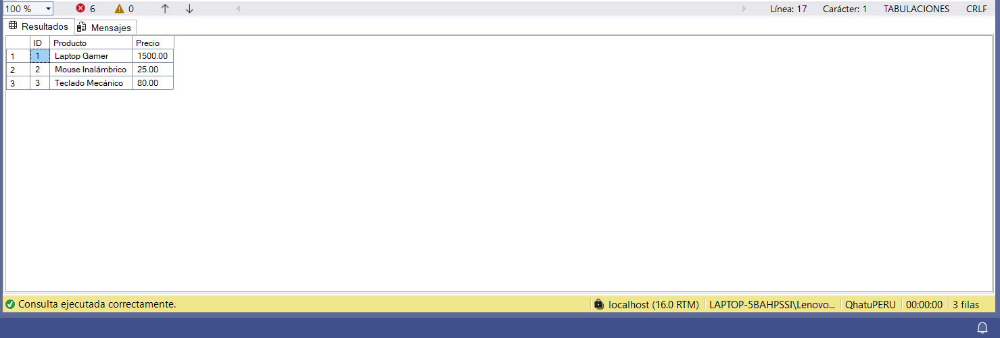 100 % 6 0 Línea: 17 Carácter: 1 TABULACIONES CRLF
Resultados Mensajes
ID Producto Precio
1 1 Laptop Gamer 1500.00
2 2 Mouse Inalámbrico 25.00
3 3 Teclado Mecánico 80.00
Consulta ejecutada correctamente. localhost (16.0 RTM) LAPTOP-5BAHPSSI\Lenovo... QhatuPERU 00:00:00 3 filas